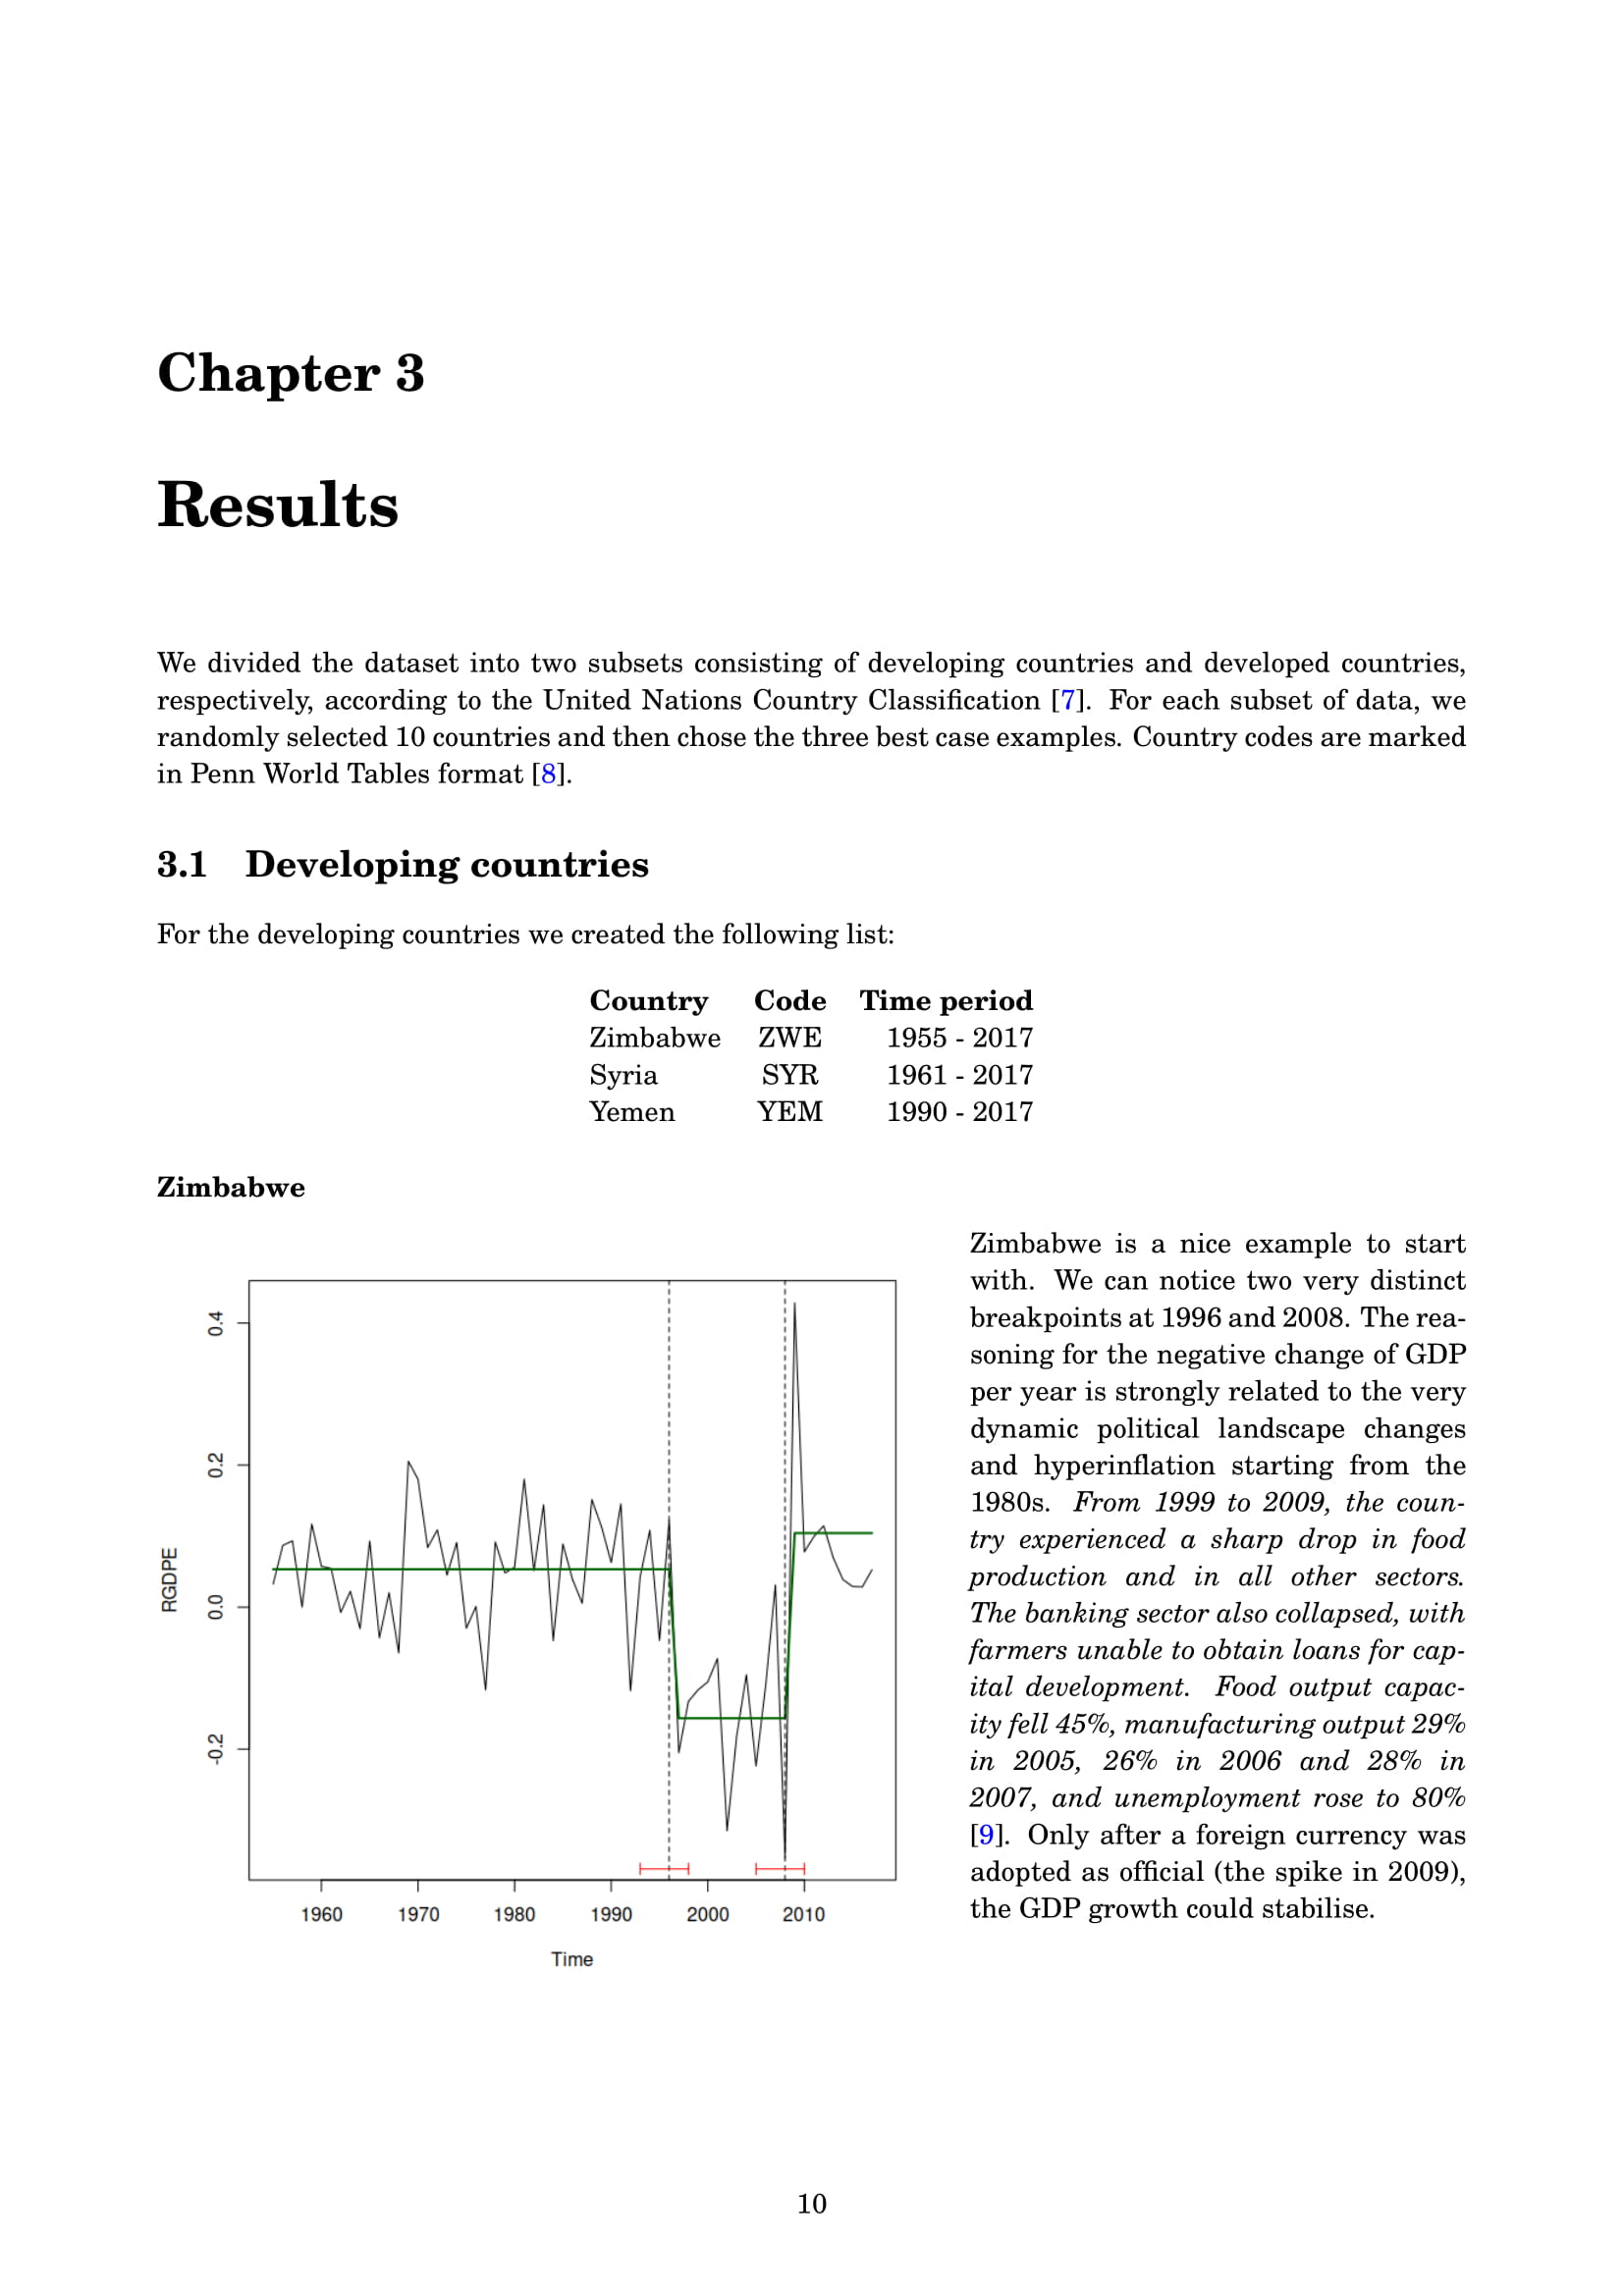 Chapter 3
Results
We divided the dataset into two subsets consisting of developing countries and developed countries,
respectively, according to the United Nations Country Classification [7]. For each subset of data, we
randomly selected 10 countries and then chose the three best case examples. Country codes are marked
in Penn World Tables format [8].
3.1 Developing countries
For the developing countries we created the following list:
Country Code Time period
Zimbabwe ZWE 1955 - 2017
Syria SYR 1961 - 2017
Yemen YEM 1990 - 2017
Zimbabwe
0.4
0.2
0.0
-0.2
RGDPE
1960 1970 1980 1990 2000 2010
Time
Zimbabwe is a nice example to start
with. We can notice two very distinct
breakpoints at 1996 and 2008. The rea-
soning for the negative change of GDP
per year is strongly related to the very
dynamic political landscape changes
and hyperinflation starting from the
1980s. From 1999 to 2009, the coun-
try experienced a sharp drop in food
production and in all other sectors.
The banking sector also collapsed, with
farmers unable to obtain loans for cap-
ital development. Food output capac-
ity fell 45%, manufacturing output 29%
in 2005, 26% in 2006 and 28% in
2007, and unemployment rose to 80%
[9]. Only after a foreign currency was
adopted as official (the spike in 2009),
the GDP growth could stabilise.
10